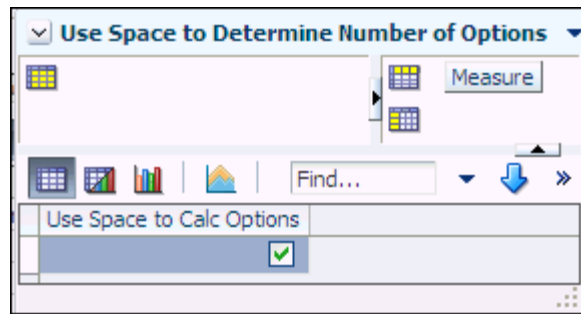 Use Space to Determine Number of Options
Measure
Find...
Use Space to Calc Options